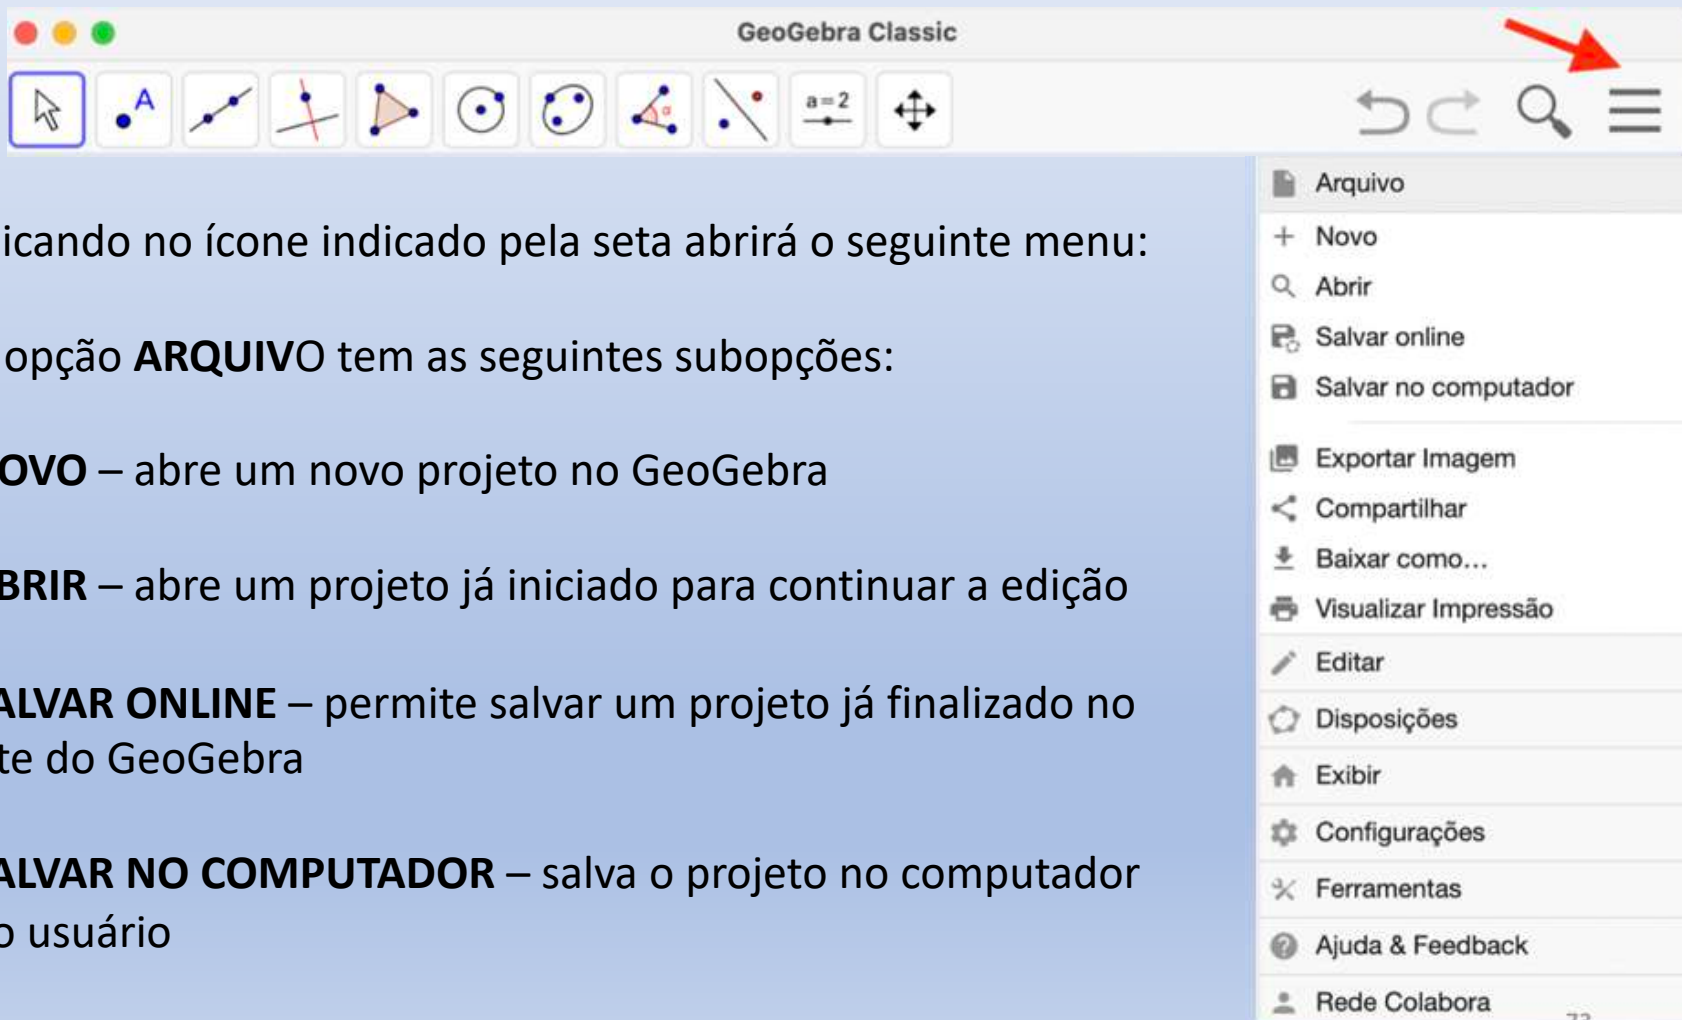 GeoGebra Classic
A
α
a=2
icando no ícone indicado pela seta abrirá o seguinte menu:
opção ARQUIVO tem as seguintes subopções:
OVO – abre um novo projeto no GeoGebra
BRIR – abre um projeto já iniciado para continuar a edição
ALVAR ONLINE – permite salvar um projeto já finalizado no
te do GeoGebra
ALVAR NO COMPUTADOR – salva o projeto no computador
o usuário
Arquivo
Novo
Abrir
Salvar online
Salvar no computador
Exportar Imagem
Compartilhar
Baixar como...
Visualizar Impressão
Editar
Disposições
Exibir
Configurações
Ferramentas
Ajuda & Feedback
Rede Colabora